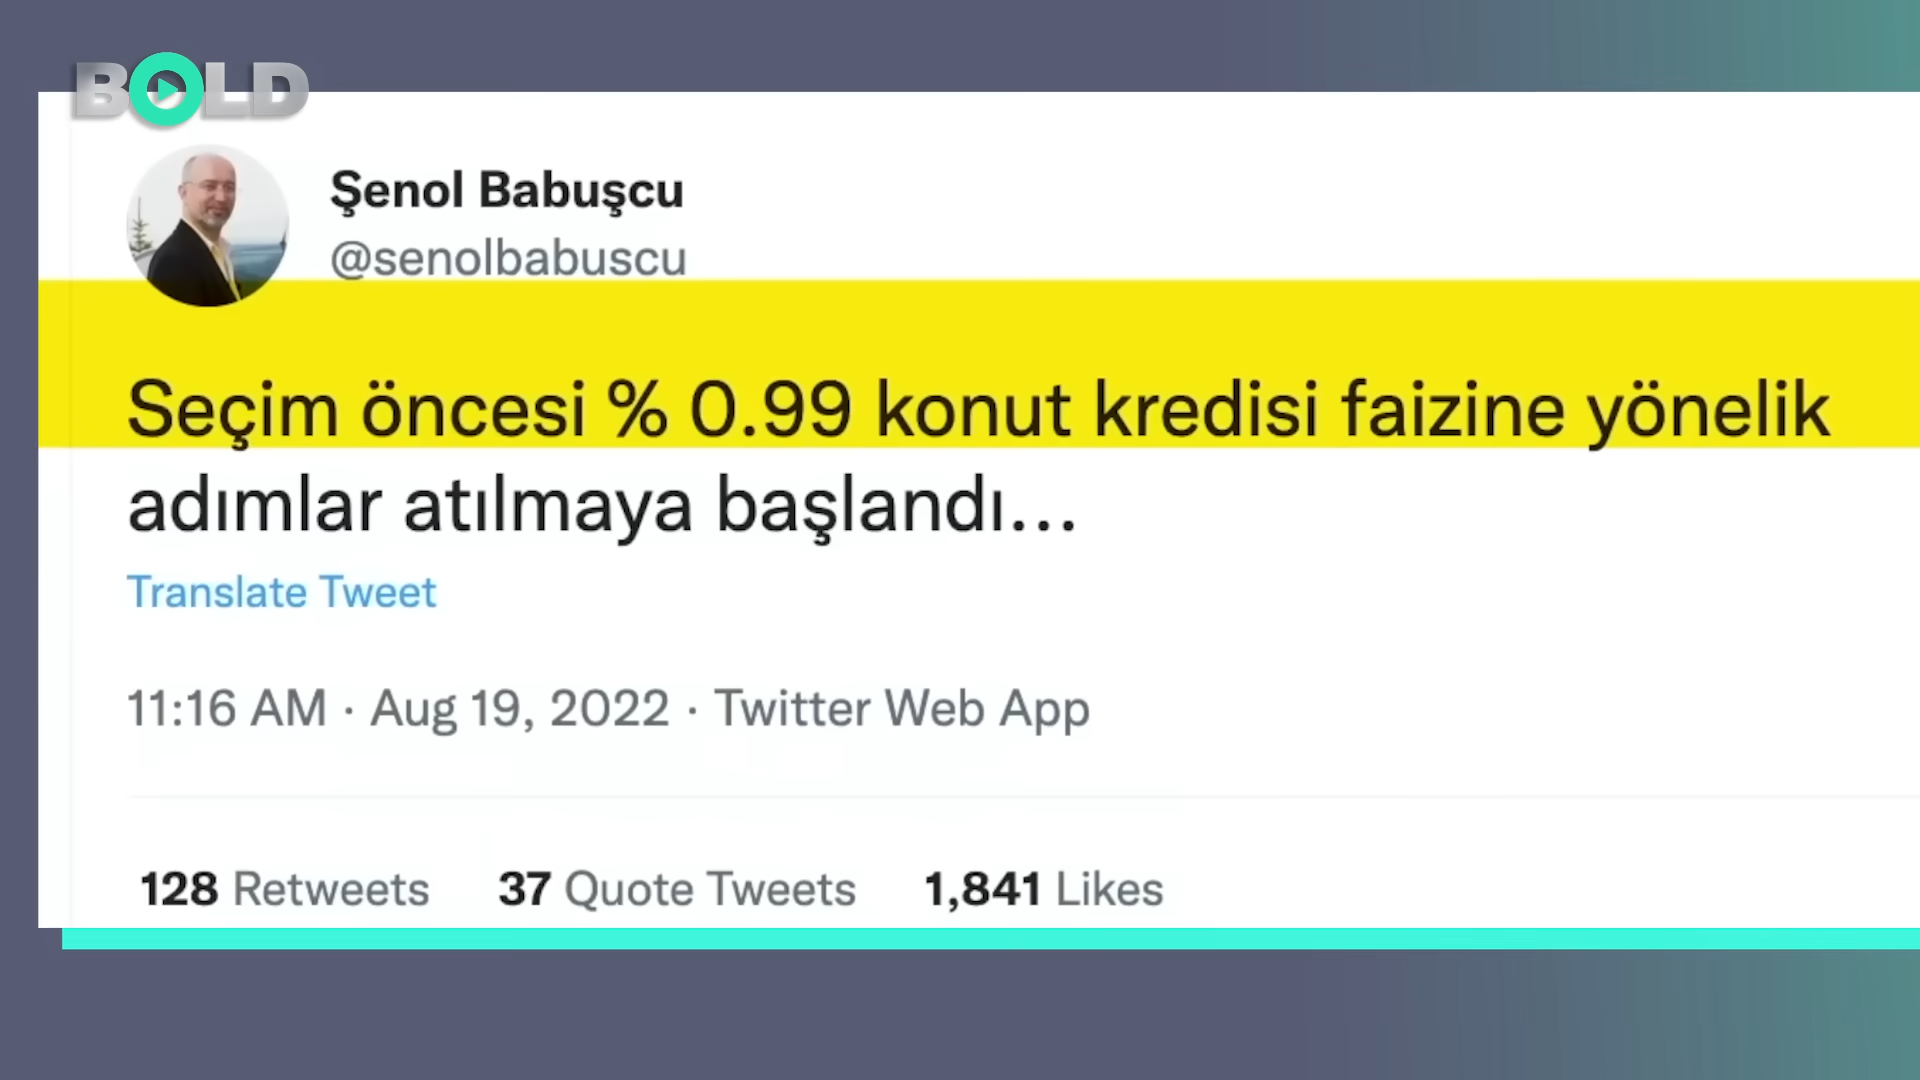 BOLD
Şenol Babuşcu
@senolbabuscu
Seçim öncesi % 0.99 konut kredisi faizine yönelik
adımlar atılmaya başlandı...
Translate Tweet
11:16 AM · Aug 19, 2022 · Twitter Web App
128 Retweets 37 Quote Tweets 1,841 Likes